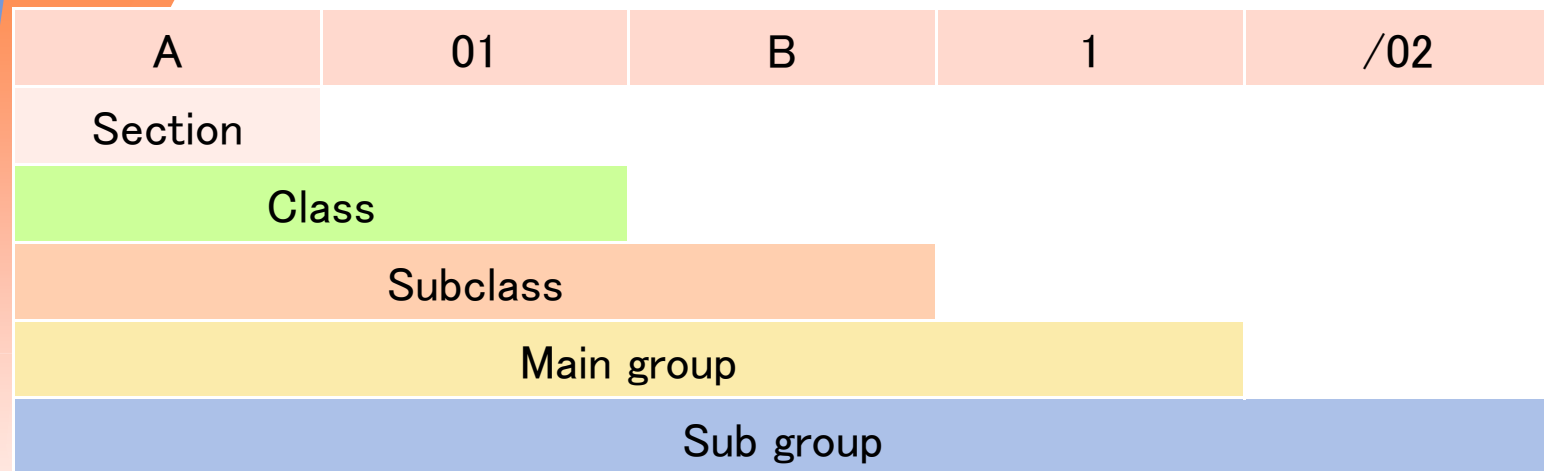 A 01 B 1 /02
Section
Class
Subclass
Main group
Sub group